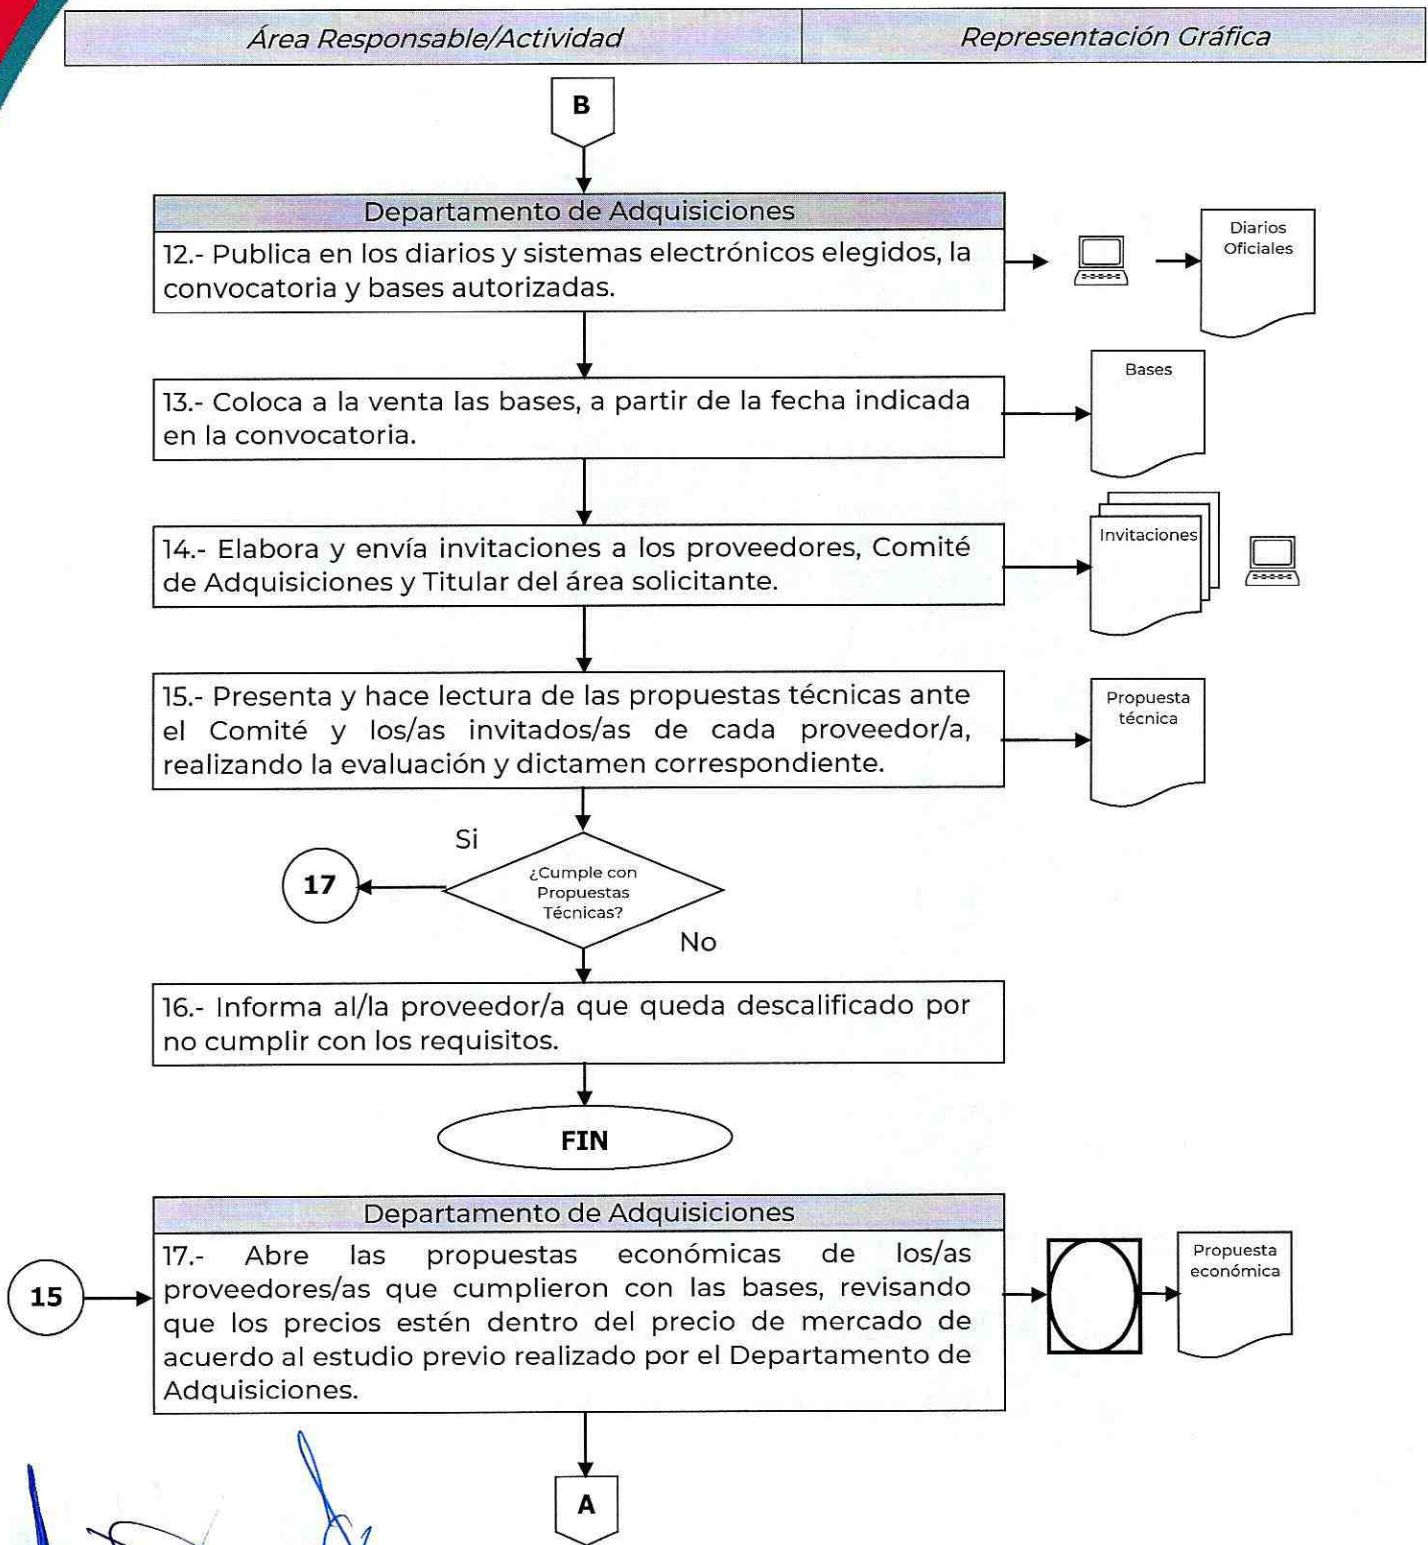 Área Responsable/Actividad
Representación Gráfica
B
Departamento de Adquisiciones
12.- Publica en los diarios y sistemas electrónicos elegidos, la
convocatoria y bases autorizadas.
Diarios
Oficiales
13.- Coloca a la venta las bases, a partir de la fecha indicada
en la convocatoria.
Bases
14.- Elabora y envía invitaciones a los proveedores, Comité
de Adquisiciones y Titular del área solicitante.
Invitaciones
15.- Presenta y hace lectura de las propuestas técnicas ante
el Comité y los/as invitados/as de cada proveedor/a,
realizando la evaluación y dictamen correspondiente.
Propuesta
técnica
Si
17
¿Cumple con
Propuestas
Técnicas?
No
16.- Informa al/la proveedor/a que queda descalificado por
no cumplir con los requisitos.
FIN
Departamento de Adquisiciones
15
17.- Abre las propuestas económicas de los/as
proveedores/as que cumplieron con las bases, revisando
que los precios estén dentro del precio de mercado de
acuerdo al estudio previo realizado por el Departamento de
Adquisiciones.
Propuesta
económica
A